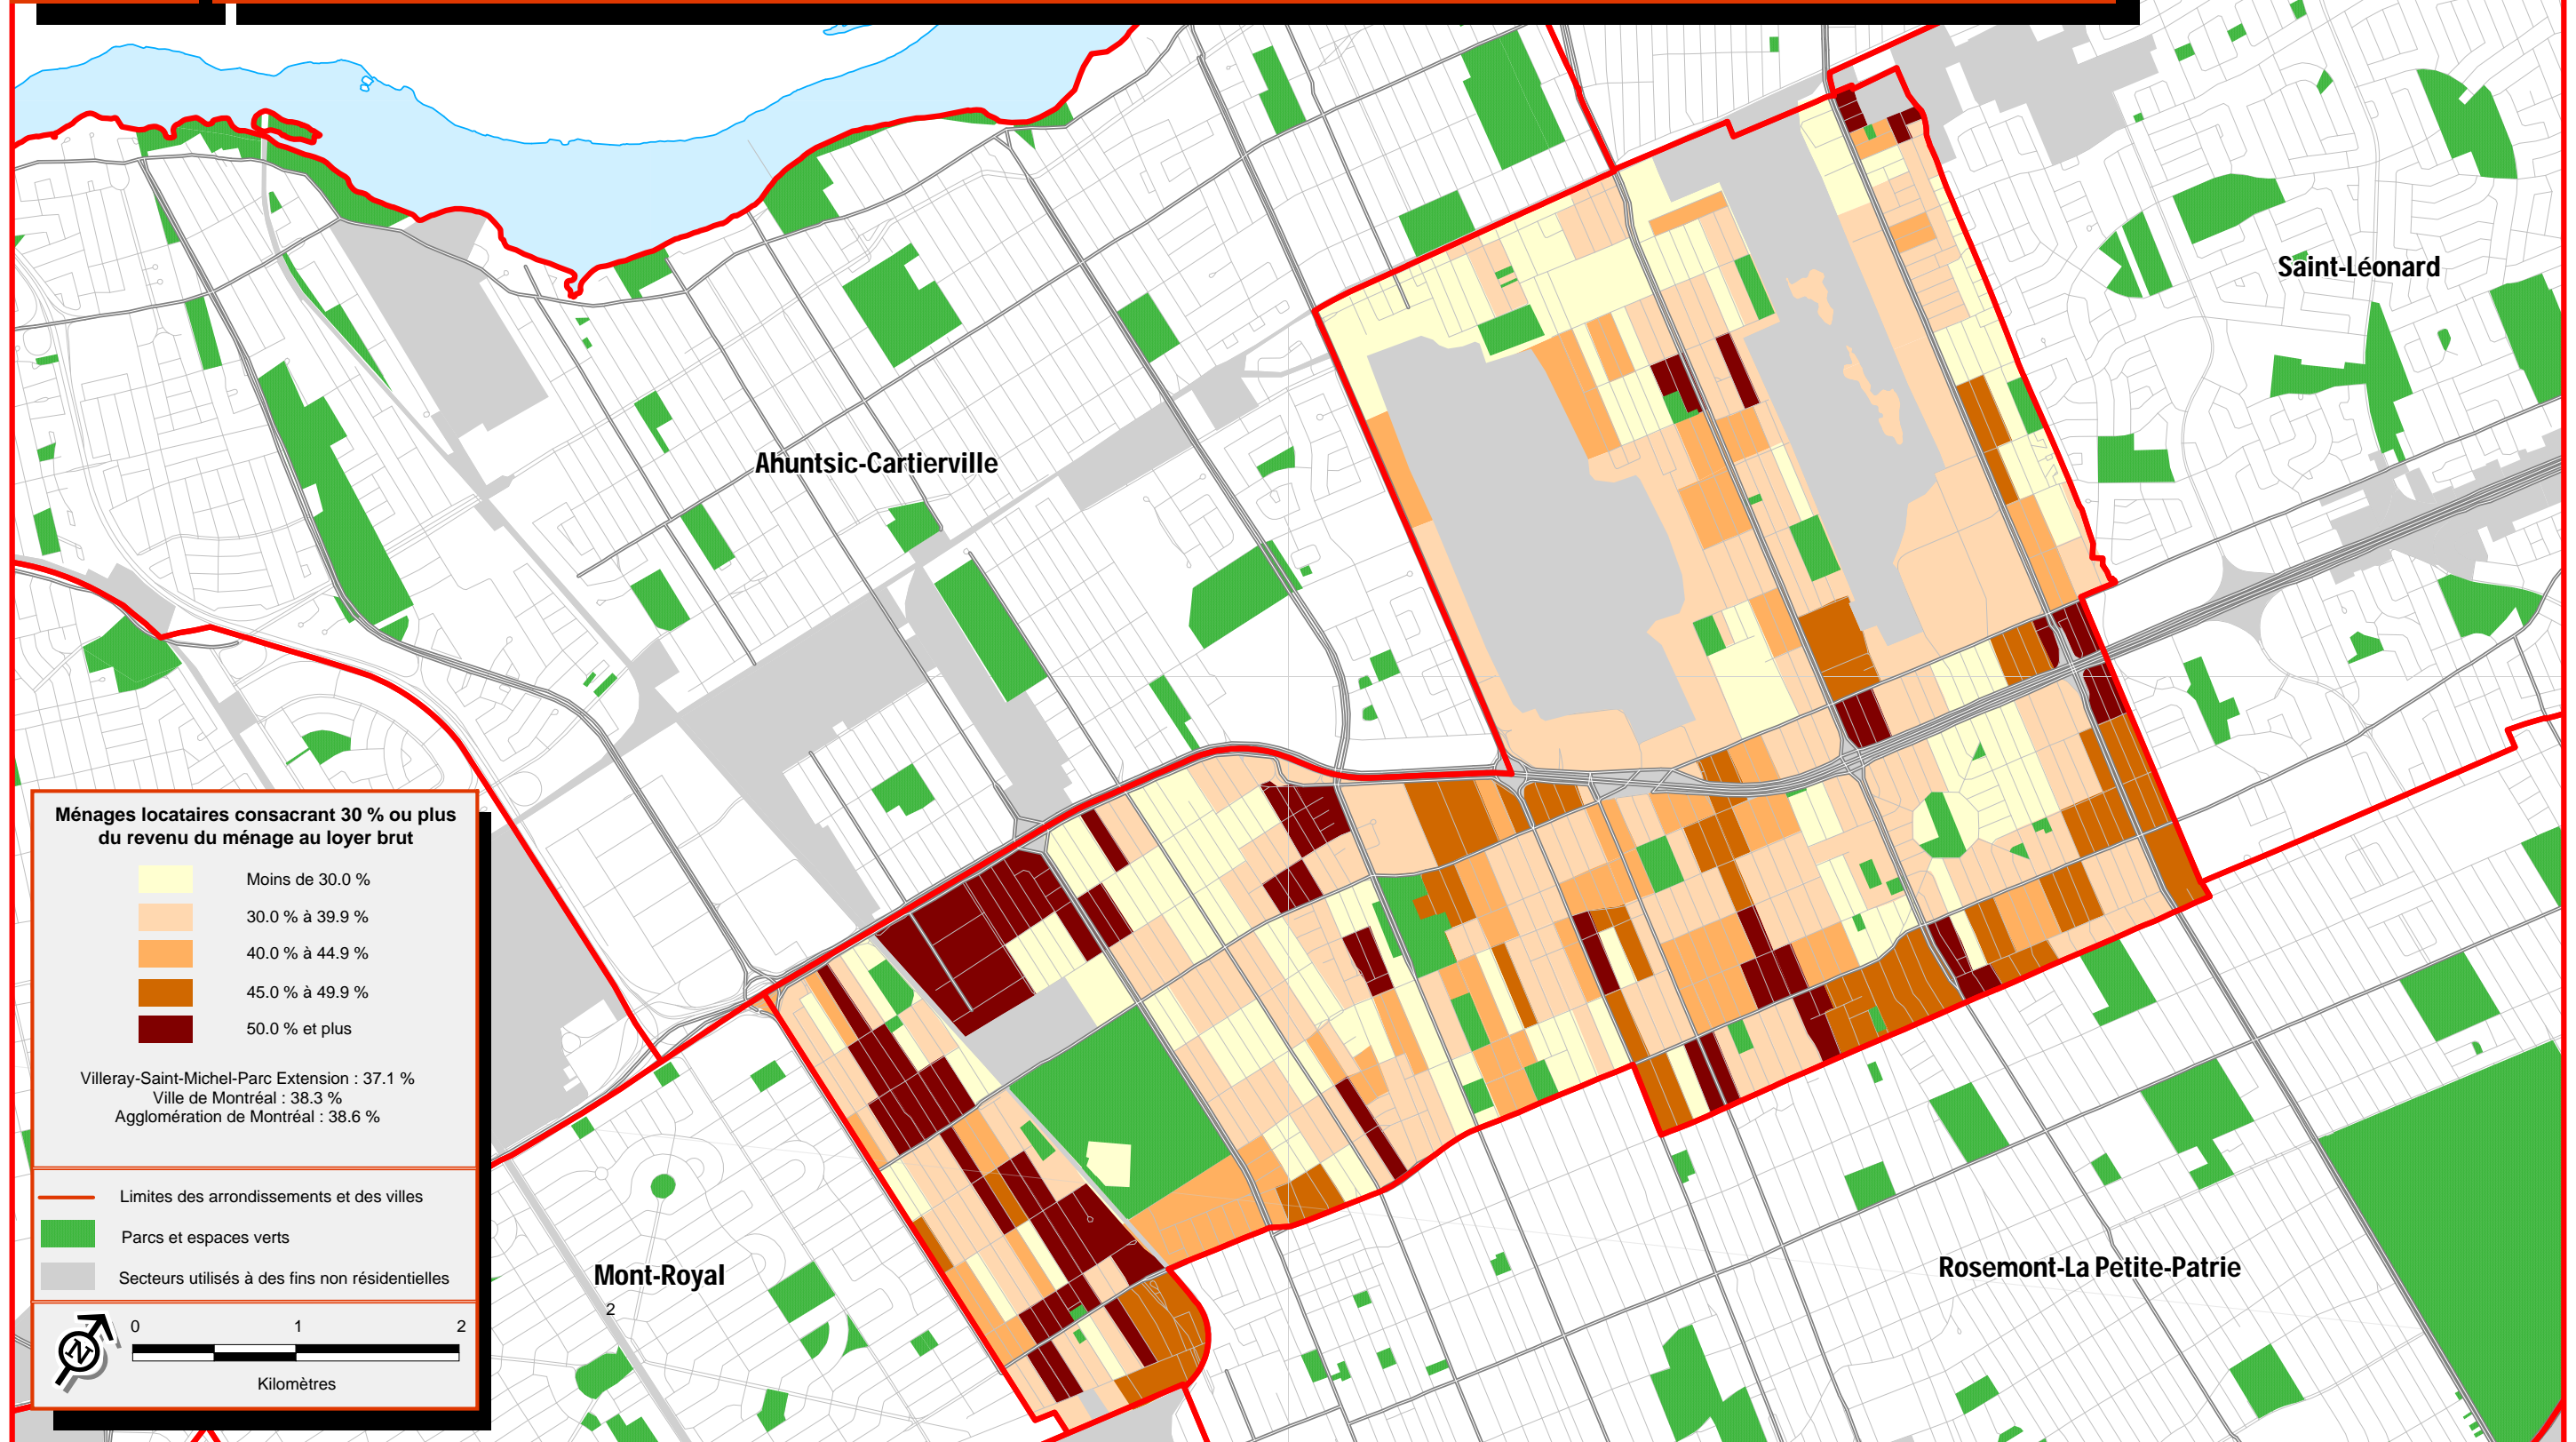 Saint-Léonard
Ahuntsic-Cartierville
Ménages locataires consacrant 30 % ou plus
du revenu du ménage au loyer brut
Moins de 30.0 %
30.0 % à 39.9 %
40.0 % à 44.9 %
45.0 % à 49.9 %
50.0 % et plus
Villeray-Saint-Michel-Parc Extension : 37.1 %
Ville de Montréal : 38.3 %
Agglomération de Montréal : 38.6 %
Limites des arrondissements et des villes
Parcs et espaces verts
Secteurs utilisés à des fins non résidentielles
N
0 1 2
Kilomètres
Mont-Royal
2
Rosemont-La Petite-Patrie